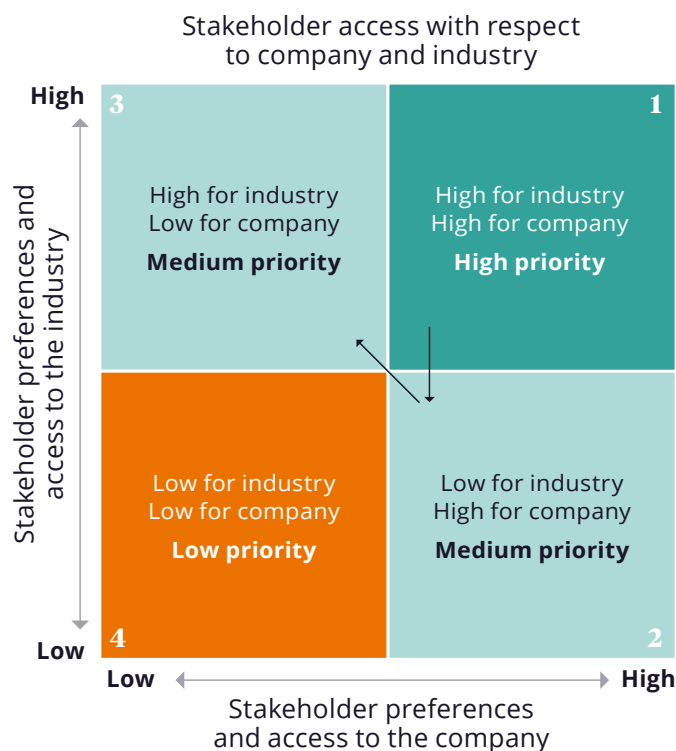 Stakeholder access with respect
to company and industry
High
Stakeholder preferences and
access to the industry
Low
3
High for industry
Low for company
Medium priority
1
High for industry
High for company
High priority
Low for industry
Low for company
Low priority
4
Low for industry
High for company
Medium priority
2
Low
High
Stakeholder preferences
and access to the company